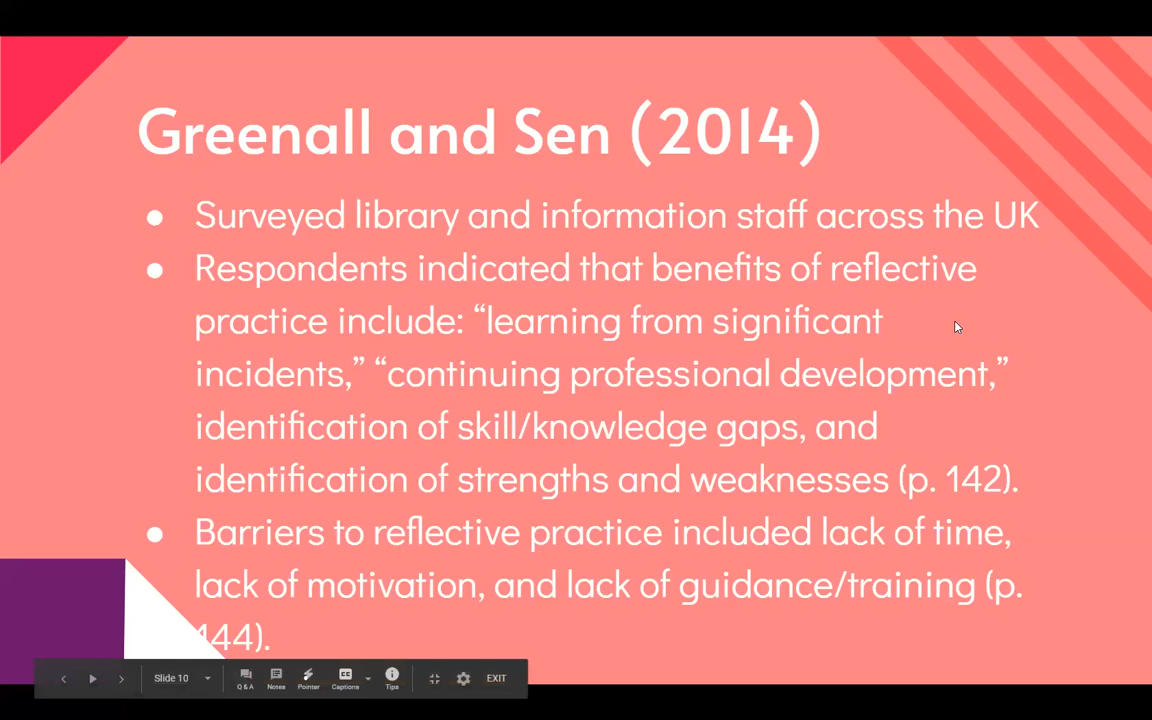 Greenall and Sen (2014)
● Surveyed library and information staff across the UK
● Respondents indicated that benefits of reflective
practice include: “learning from significant
incidents,” “continuing professional development,”
identification of skill/knowledge gaps, and
identification of strengths and weaknesses (p. 142).
● Barriers to reflective practice included lack of time,
lack of motivation, and lack of guidance/training (p.
144).
Slide 10
Q & A
Notes
Pointer
CC
Captions
Tips
EXIT